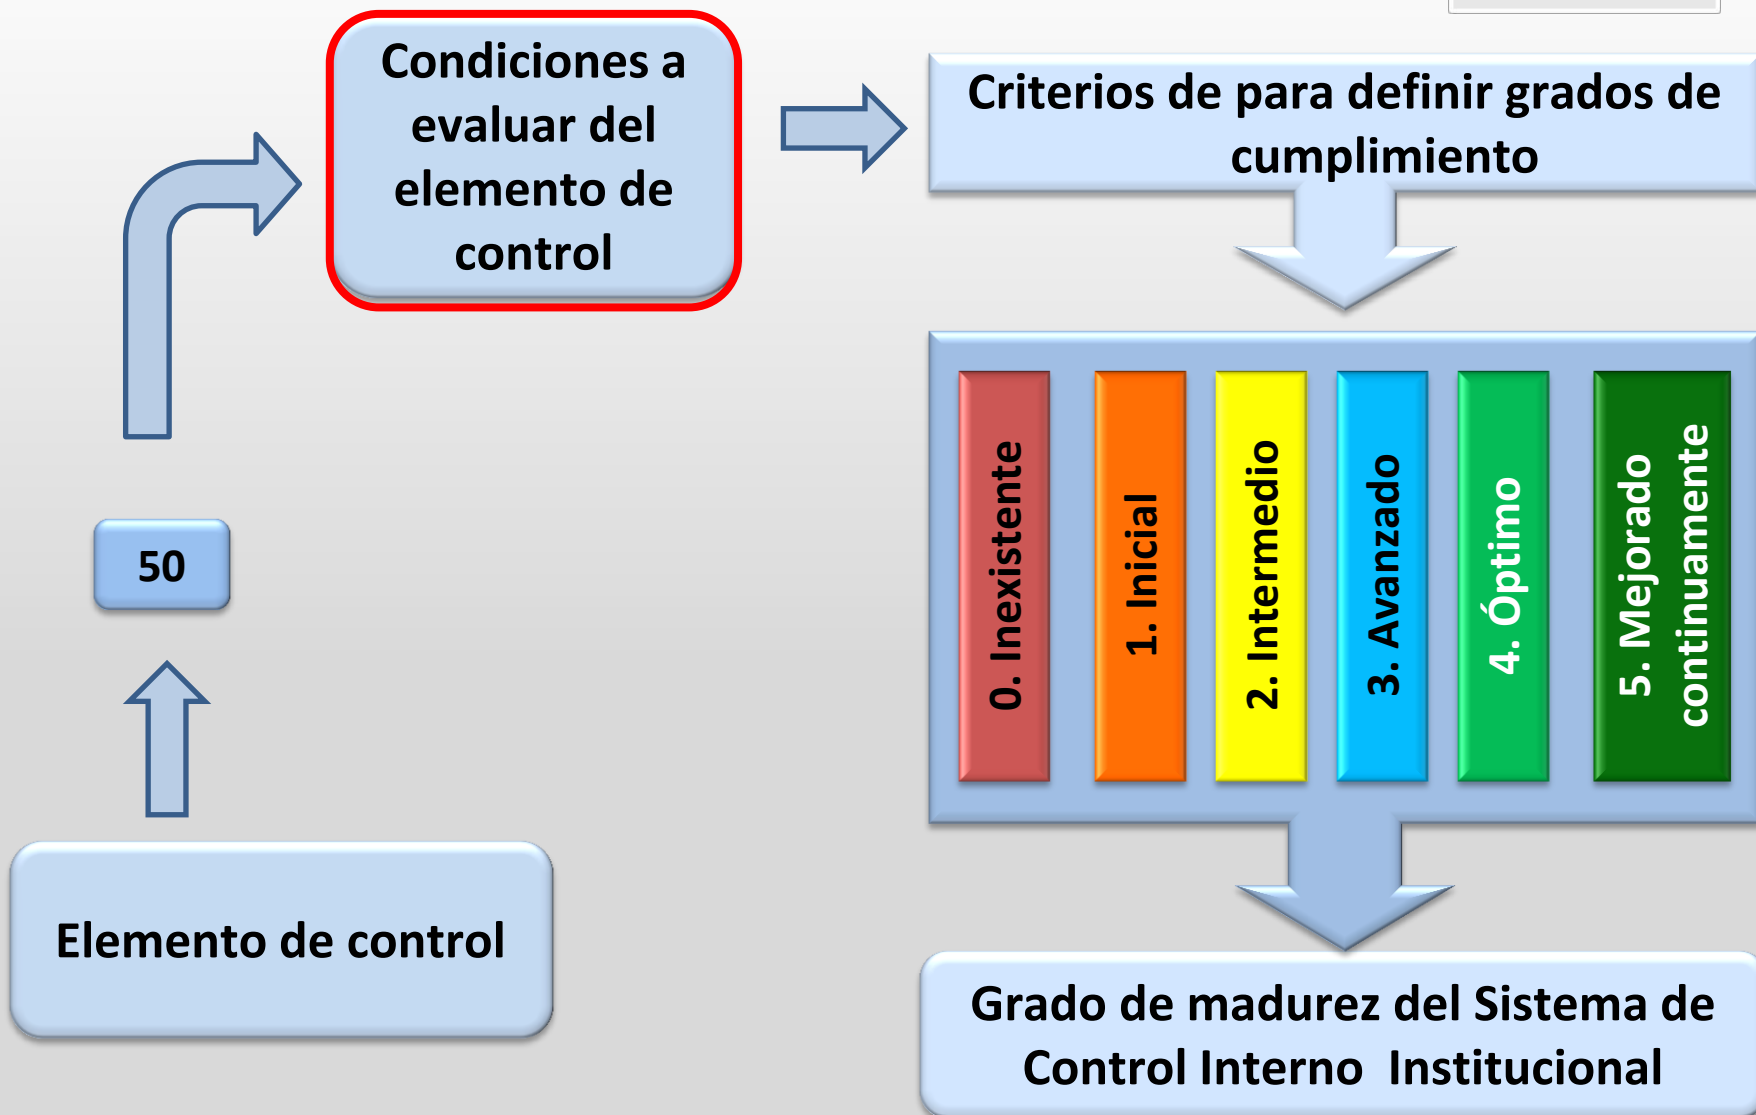 Condiciones a
evaluar del
elemento de
control
Criterios de para definir grados de
cumplimiento
50
0. Inexistente
1. Inicial
2. Intermedio
3. Avanzado
4. Óptimo
5. Mejorado
continuamente
Elemento de control
Grado de madurez del Sistema de
Control Interno  Institucional